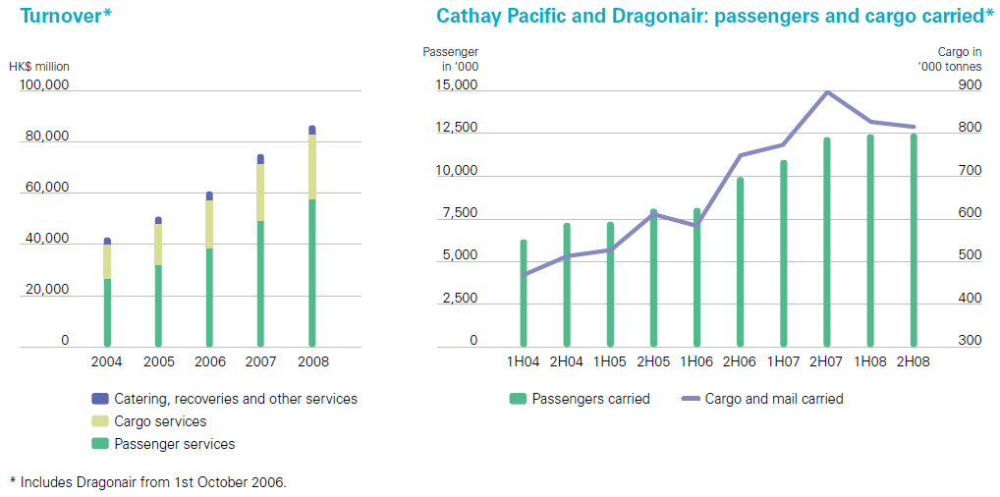 Turnover*
HK$ million
100,000
80,000
60,000
40,000
20,000
0
2004 2005 2006 2007 2008
Catering, recoveries and other services
Cargo services
Passenger services
Cathay Pacific and Dragonair: passengers and cargo carried*
Passenger
in ’000
Cargo in
’000 tonnes
15,000 900
12,500 800
10,000 700
7,500 600
5,000 500
2,500 400
0 300
1H04 2H04 1H05 2H05 1H06 2H06 1H07 2H07 1H08 2H08
Passengers carried Cargo and mail carried
* Includes Dragonair from 1st October 2006.